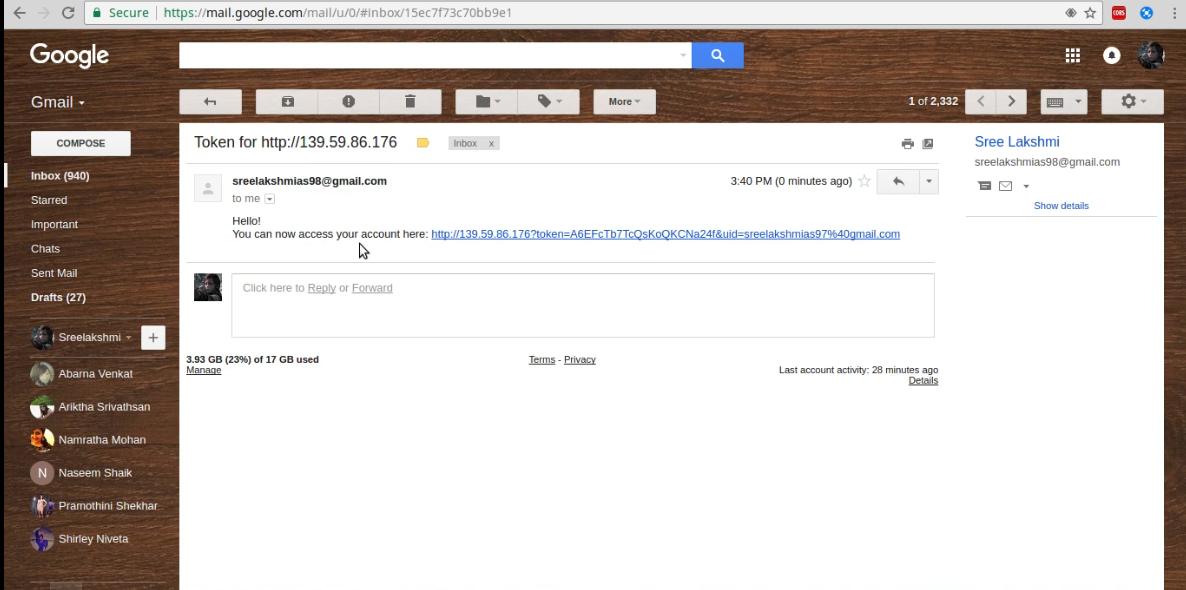 Secure | https://mail.google.com/mail/u/0/#inbox/15ec7f73c70bb9e1
CORS
Google
Gmail
More
1 of 2,332
COMPOSE
Inbox (940)
Starred
Important
Chats
Sent Mail
Drafts (27)
Sreelakshmi
+
Abarna Venkat
Ariktha Srivathsan
Namratha Mohan
N Naseem Shaik
Pramothini Shekhar
Shirley Niveta
Token for http://139.59.86.176
Inbox x
sreelakshmias98@gmail.com
3:40 PM (0 minutes ago)
to me
Hello!
You can now access your account here: http://139.59.86.176?token=A6EFcTb7TcQsKoQKCNa24f&uid=sreelakshmias97%40gmail.com
Click here to Reply or Forward
3.93 GB (23%) of 17 GB used
Manage
Terms - Privacy
Last account activity: 28 minutes ago
Details
Sree Lakshmi
sreelakshmias98@gmail.com
Show details